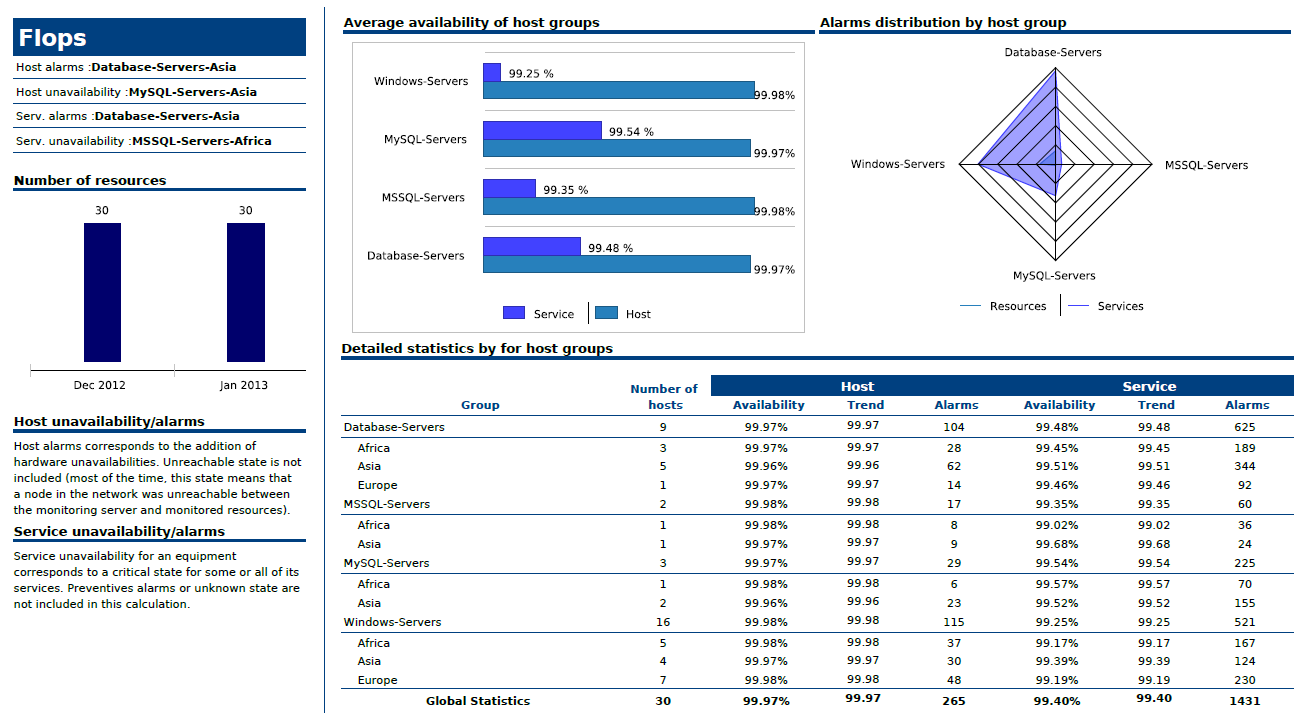 Flops
Host alarms :Database-Servers-Asia
Host unavailability :MySQL-Servers-Asia
Serv. alarms :Database-Servers-Asia
Serv. unavailability :MSSQL-Servers-Africa
Number of resources
30 30
Dec 2012 Jan 2013
Host unavailability/alarms
Host alarms corresponds to the addition of
hardware unavailabilities. Unreachable state is not
included (most of the time, this state means that
a node in the network was unreachable between
the monitoring server and monitored resources).
Service unavailability/alarms
Service unavailability for an equipment
corresponds to a critical state for some or all of its
services. Preventives alarms or unknown state are
not included in this calculation.
Average availability of host groups
Windows-Servers 99.25 % 99.98%
MySQL-Servers 99.54 % 99.97%
MSSQL-Servers 99.35 % 99.98%
Database-Servers 99.48 % 99.97%
Service Host
Alarms distribution by host group
Database-Servers
Windows-Servers MSSQL-Servers
MySQL-Servers
Resources Services
Detailed statistics by for host groups
Number of Host Service
Group hosts Availability Trend Alarms Availability Trend Alarms
Database-Servers 9 99.97% 99.97 104 99.48% 99.48 625
Africa 3 99.97% 99.97 28 99.45% 99.45 189
Asia 5 99.96% 99.96 62 99.51% 99.51 344
Europe 1 99.97% 99.97 14 99.46% 99.46 92
MSSQL-Servers 2 99.98% 99.98 17 99.35% 99.35 60
Africa 1 99.98% 99.98 8 99.02% 99.02 36
Asia 1 99.97% 99.97 9 99.68% 99.68 24
MySQL-Servers 3 99.97% 99.97 29 99.54% 99.54 225
Africa 1 99.98% 99.98 6 99.57% 99.57 70
Asia 2 99.96% 99.96 23 99.52% 99.52 155
Windows-Servers 16 99.98% 99.98 115 99.25% 99.25 521
Africa 5 99.98% 99.98 37 99.17% 99.17 167
Asia 4 99.97% 99.97 30 99.39% 99.39 124
Europe 7 99.98% 99.98 48 99.19% 99.19 230
Global Statistics 30 99.97% 99.97 265 99.40% 99.40 1431